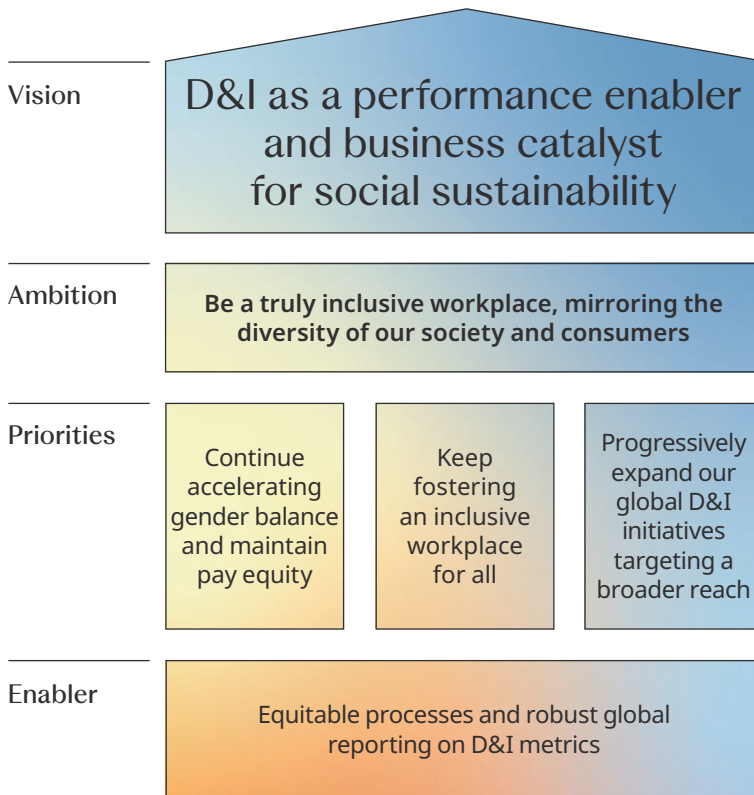 Vision
D&I as a performance enabler
and business catalyst
for social sustainability
Ambition
Be a truly inclusive workplace, mirroring the
diversity of our society and consumers
Priorities
Continue
accelerating
gender balance
and maintain
pay equity
Keep
fostering
an inclusive
workplace
for all
Progressively
expand our
global D&I
initiatives
targeting a
broader reach
Enabler
Equitable processes and robust global
reporting on D&I metrics